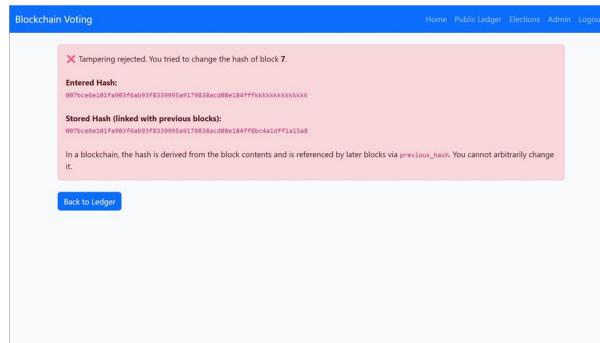 Blockchain Voting
Home Public Ledger Elections Admin Logou
❌ Tampering rejected. You tried to change the hash of block 7.
Entered Hash:
007bce6e101fa903f6ab93f8339995a9179838acd08e184fffkkkkkkkkkkkkkk
Stored Hash (linked with previous blocks):
007bce6e101fa903f6ab93f8339995a9179838acd08e184ff8bc4a1dff1a15a8
In a blockchain, the hash is derived from the block contents and is referenced by later blocks via previous_hash. You cannot arbitrarily change
it.
Back to Ledger